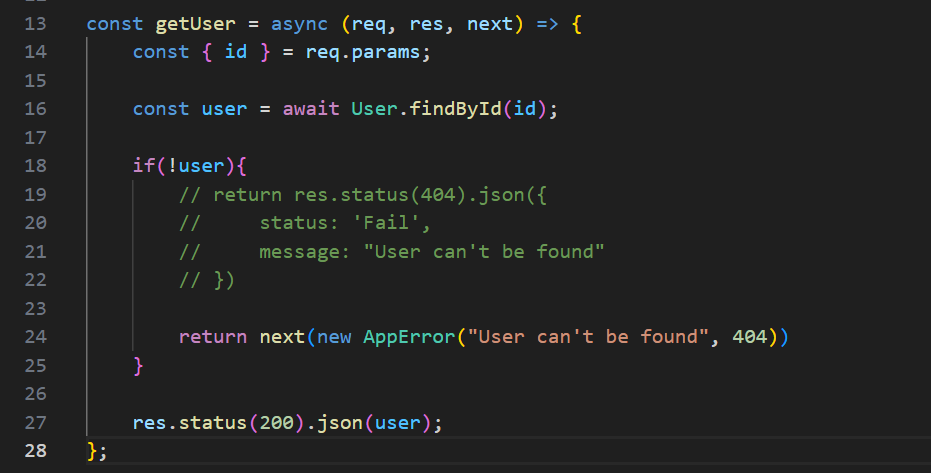 13 const getUser = async (req, res, next) => {
14     const { id } = req.params;
15
16     const user = await User.findById(id);
17
18     if(!user){
19         // return res.status(404).json({
20         //     status: 'Fail',
21         //     message: "User can't be found"
22         // })
23
24         return next(new AppError("User can't be found", 404))
25     }
26
27     res.status(200).json(user);
28 };